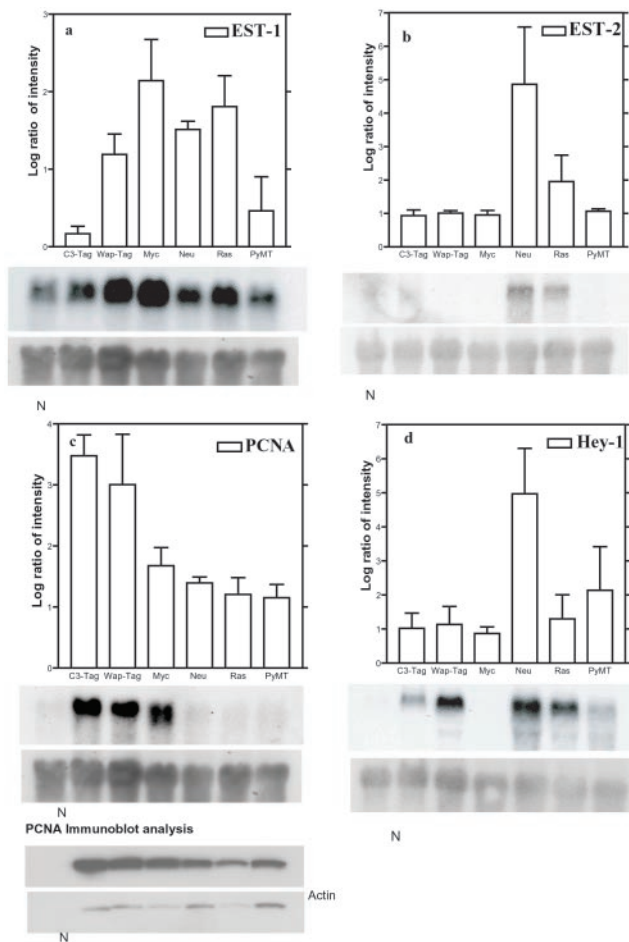 a
EST-1
Log ratio of intensity
3
2
1
0
C3-Tag Wap-Tag Myc Neu Ras PyMT
N
b
EST-2
Log ratio of intensity
7
6
5
4
3
2
1
0
C3-Tag Wap-Tag Myc Neu Ras PyMT
N
c
PCNA
Log ratio of intensity
4
3
2
1
0
C3-Tag Wap-Tag Myc Neu Ras PyMT
N
PCNA Immunoblot analysis
Actin
N
d
Hey-1
Log ratio of intensity
7
6
5
4
3
2
1
0
C3-Tag Wap-Tag Myc Neu Ras PyMT
N